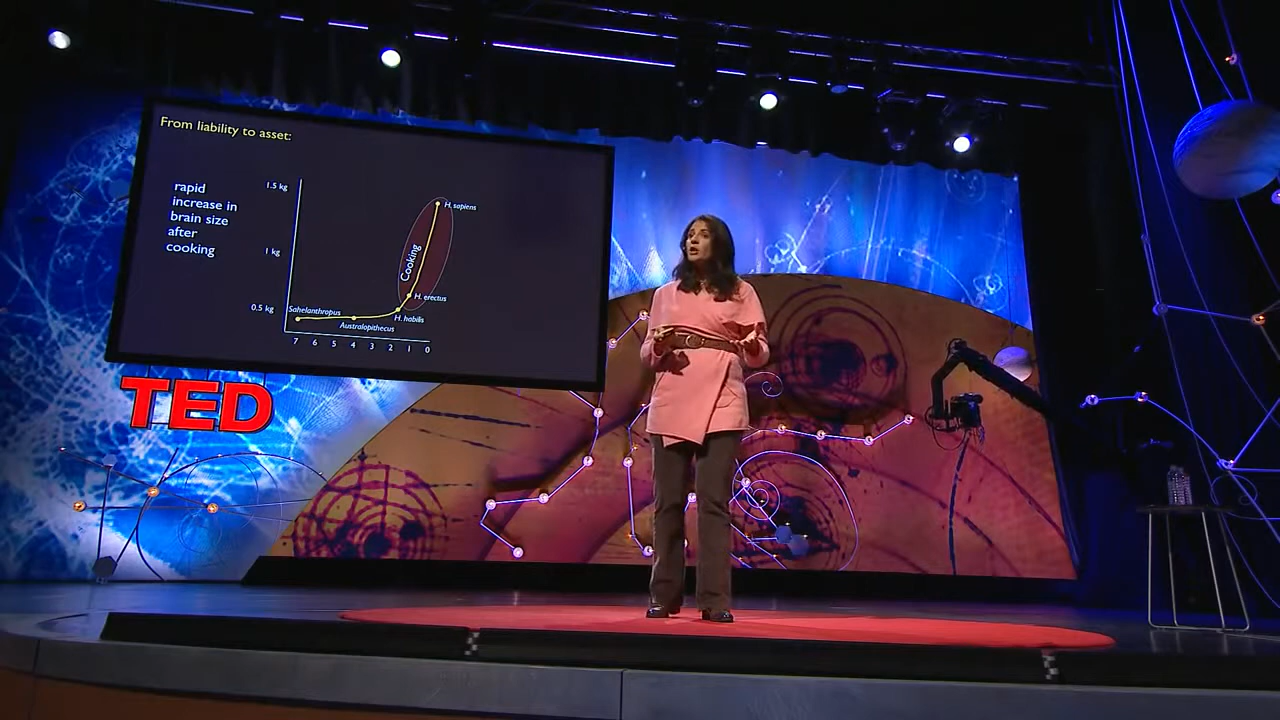 From liability to asset:
rapid
increase in
brain size
after
cooking
1.5 kg
1 kg
0.5 kg
H. sapiens
Cooking
H. erectus
H. habilis
Sahelanthropus
Australopithecus
7 6 5 4 3 2 1 0
TED